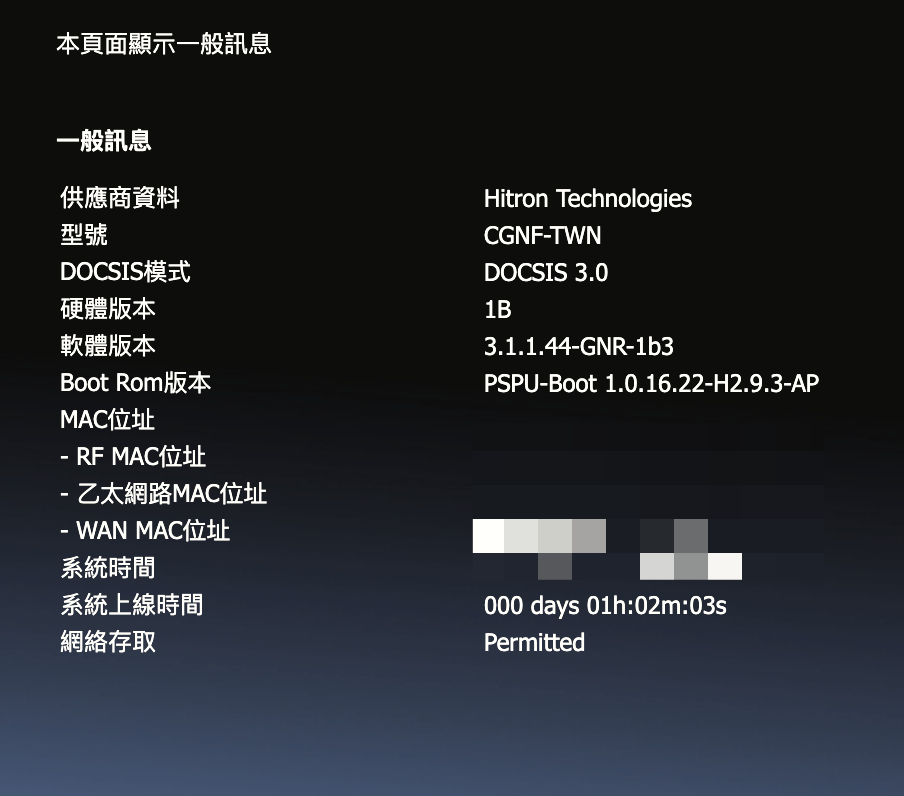 本頁面顯示一般訊息
一般訊息
供應商資料 Hitron Technologies
型號 CGNF-TWN
DOCSIS模式 DOCSIS 3.0
硬體版本 1B
軟體版本 3.1.1.44-GNR-1b3
Boot Rom版本 PSPU-Boot 1.0.16.22-H2.9.3-AP
MAC位址
- RF MAC位址
- 乙太網路MAC位址
- WAN MAC位址
系統時間
系統上線時間 000 days 01h:02m:03s
網絡存取 Permitted